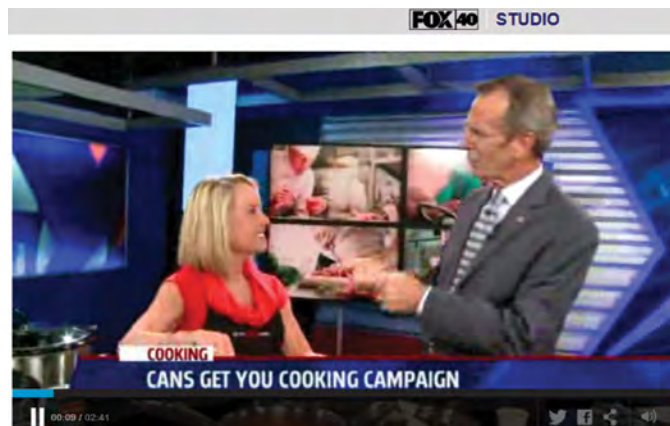 FOX 40 STUDIO
COOKING
CANS GET YOU COOKING CAMPAIGN
00:09 / 02:41